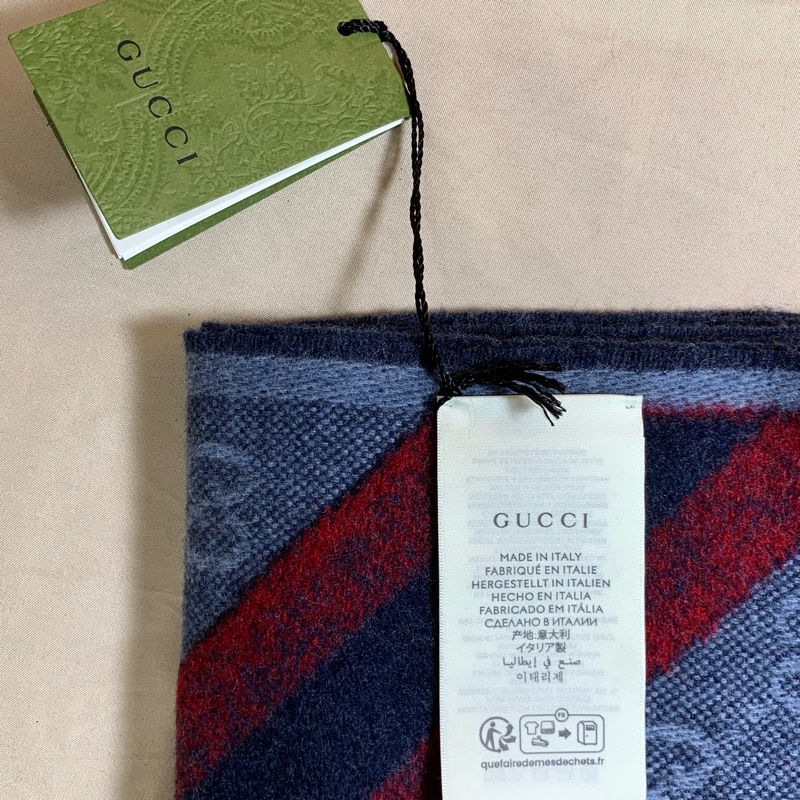 GUCCI
GUCCI
MADE IN ITALY
FABRIQUÉ EN ITALIE
HERGESTELLT IN ITALIEN
HECHO EN ITALIA
FABRICADO EM ITÁLIA
СДЕЛАНО В ИТАЛИИ
产地:意大利
イタリア製
صنع في إيطاليا
이태리제
FR
quefairedemesdechets.fr